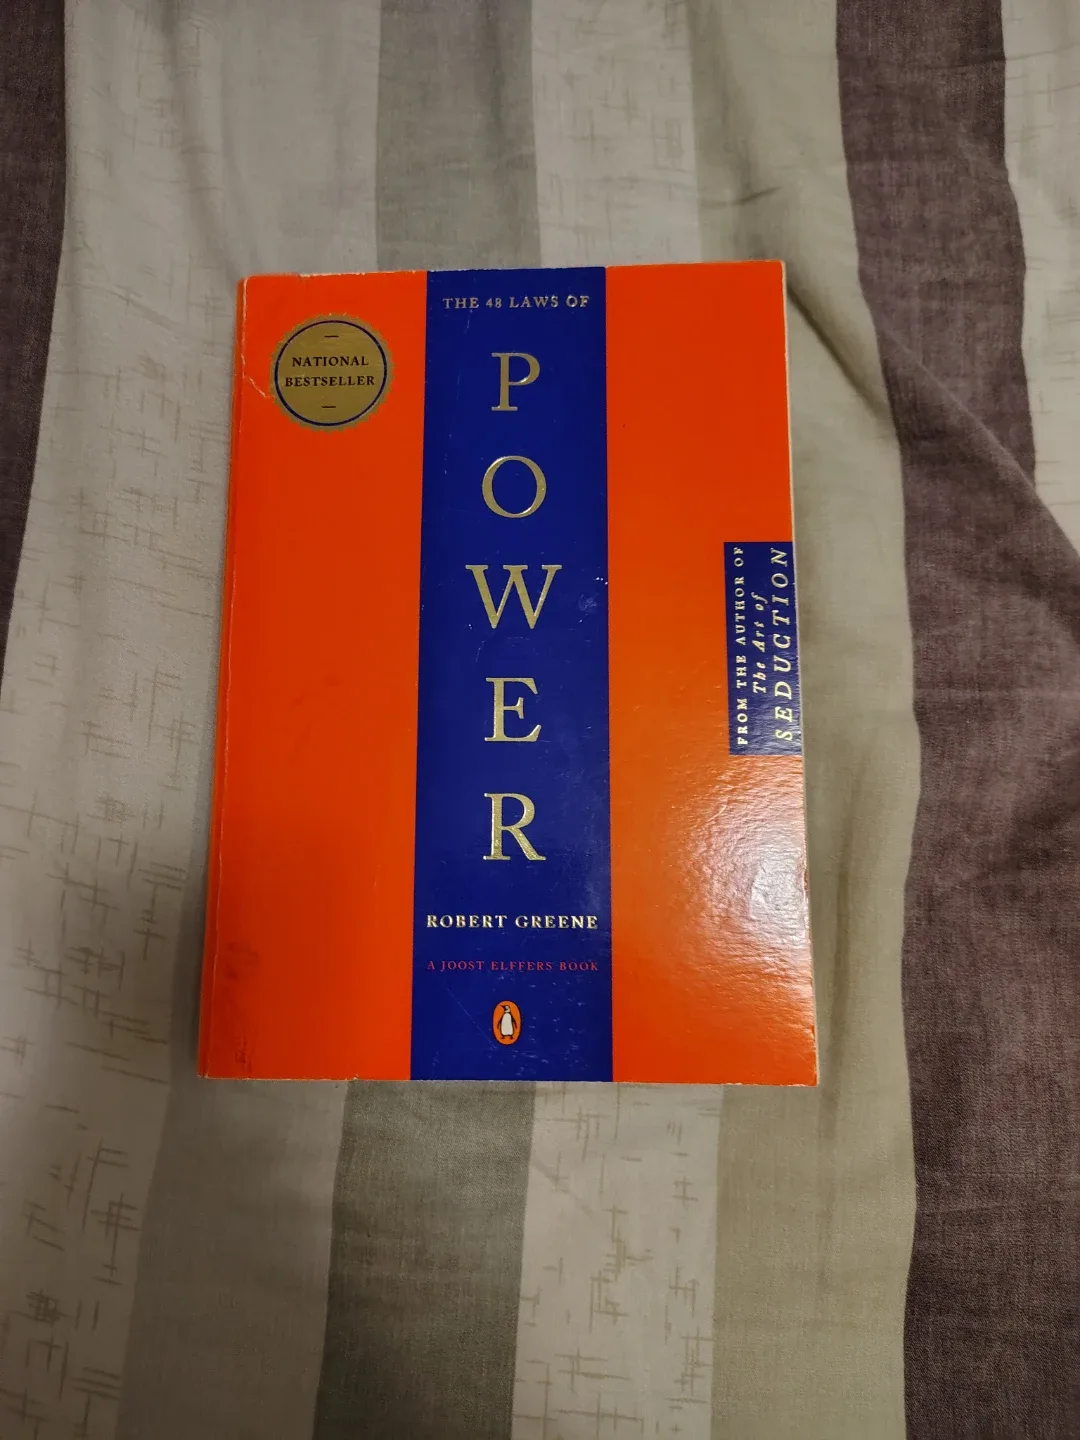 THE 48 LAWS OF
NATIONAL
BESTSELLER
POWER
FROM THE AUTHOR OF
The Art of
SEDUCTION
ROBERT GREENE
A JOOST ELFFERS BOOK